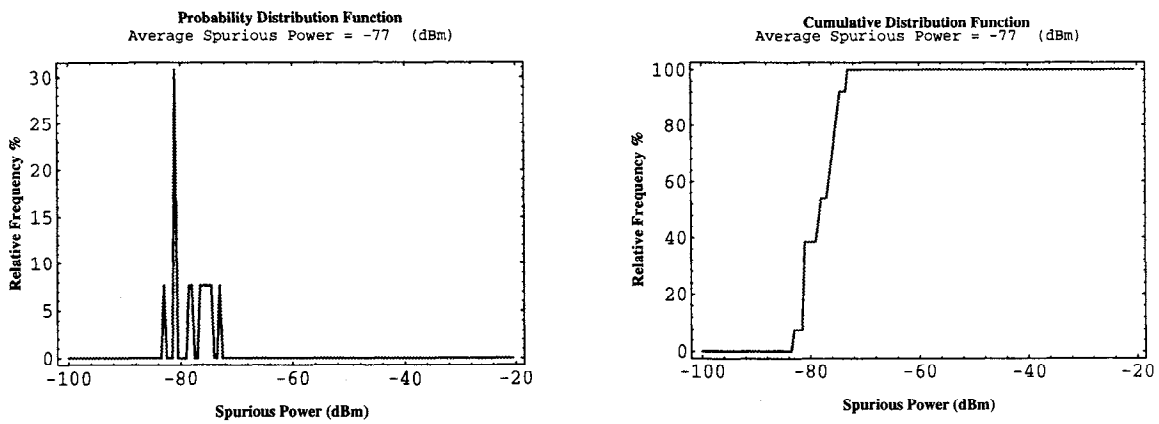 Probability Distribution Function
Average Spurious Power = -77 (dBm)
Relative Frequency %
30
25
20
15
10
5
0
-100
-80
-60
-40
-20
Spurious Power (dBm)
Cumulative Distribution Function
Average Spurious Power = -77 (dBm)
Relative Frequency %
100
80
60
40
20
0
-100
-80
-60
-40
-20
Spurious Power (dBm)